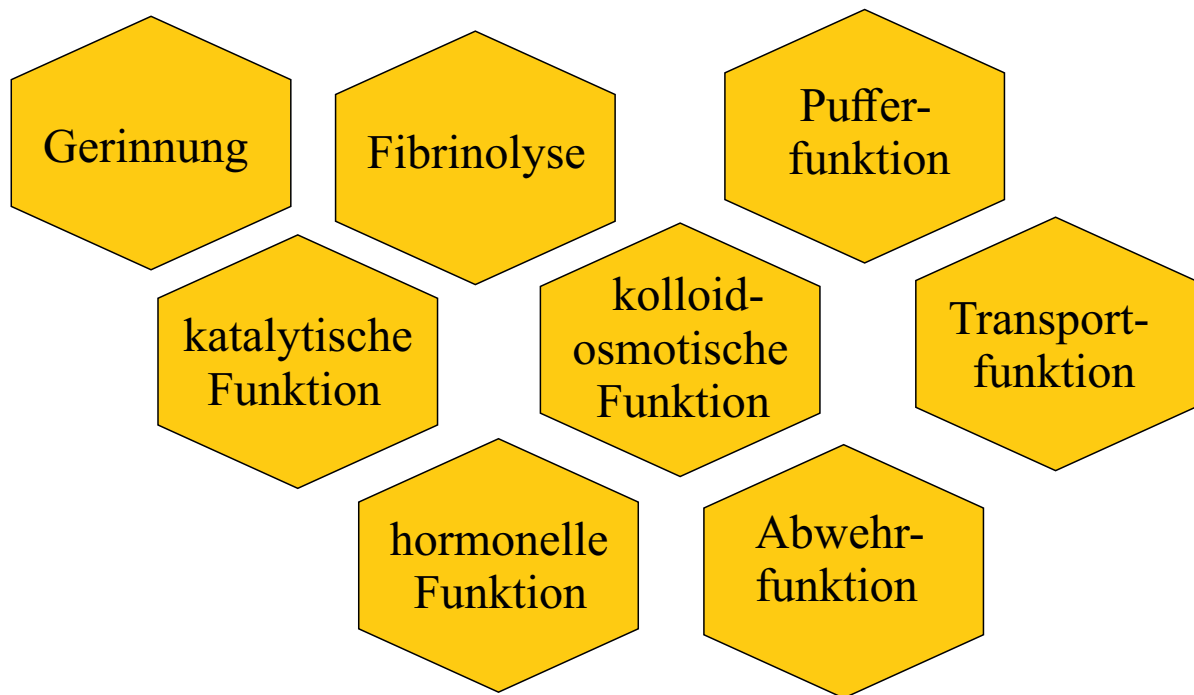 Gerinnung
Fibrinolyse
Puffer-
funktion
katalytische
Funktion
kolloid-
osmotische
Funktion
Transport-
funktion
hormonelle
Funktion
Abwehr-
funktion